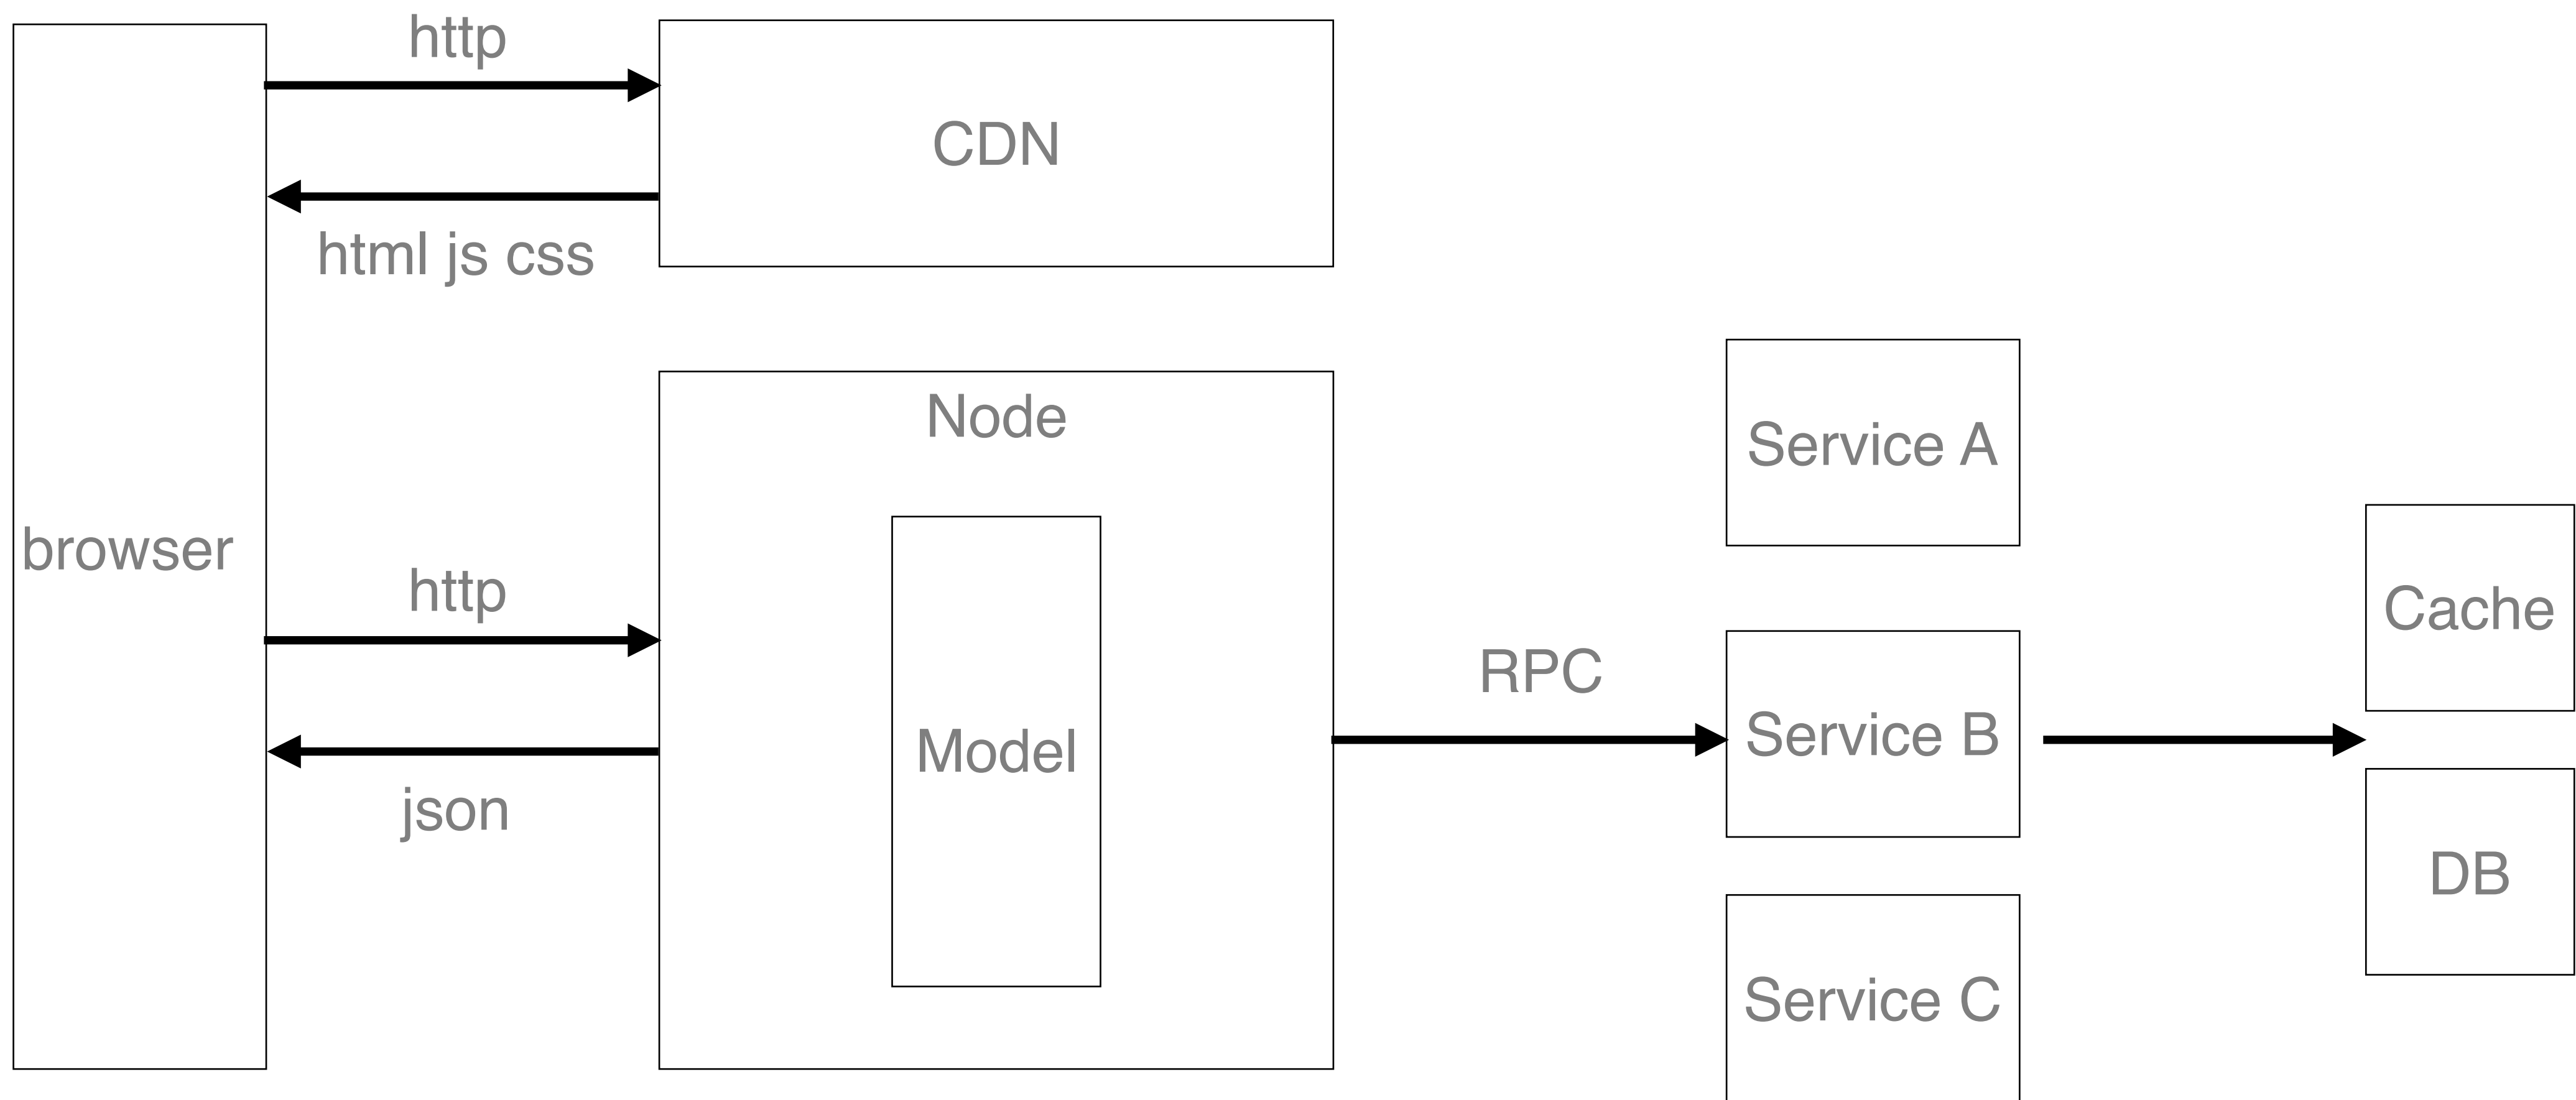 http
CDN
html js css
Node
Service A
browser
http
Cache
RPC
Model
Service B
json
DB
Service C